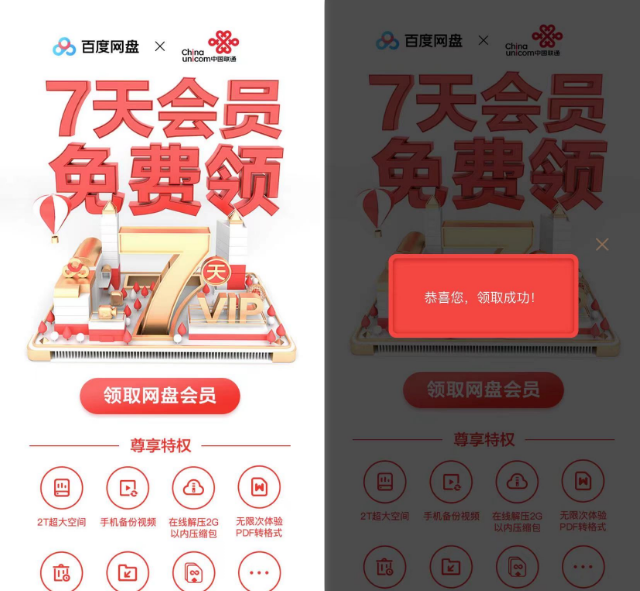 百度网盘 × China unicom中国联通
7天会员
免费领
7天
VIP
领取网盘会员
尊享特权
2T超大空间
手机备份视频
在线解压2G
以内压缩包
无限次体验
PDF转格式
百度网盘 × China unicom中国联通
7天会员
免费领
恭喜您，领取成功!
领取网盘会员
尊享特权
2T超大空间
手机备份视频
在线解压2G
以内压缩包
无限次体验
PDF转格式